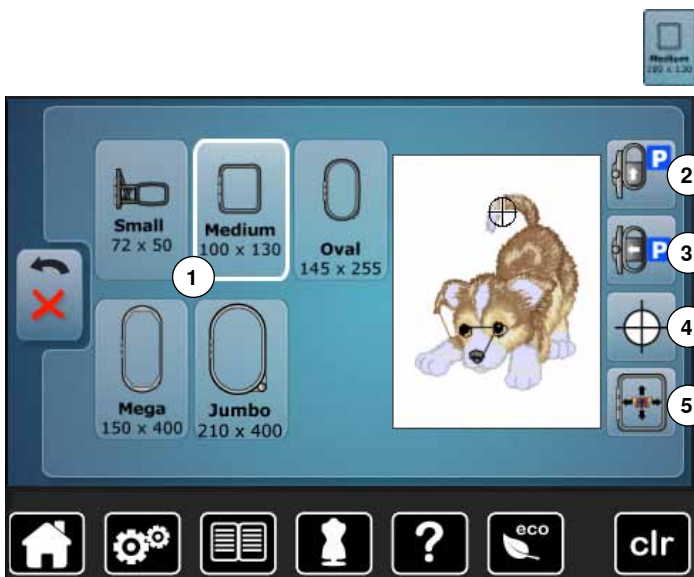 Medium
100 x 130
Small
72 x 50
Medium
100 x 130
Oval
145 x 255
Mega
150 x 400
Jumbo
210 x 400
1
P
2
P
3
4
5
?
eco
clr